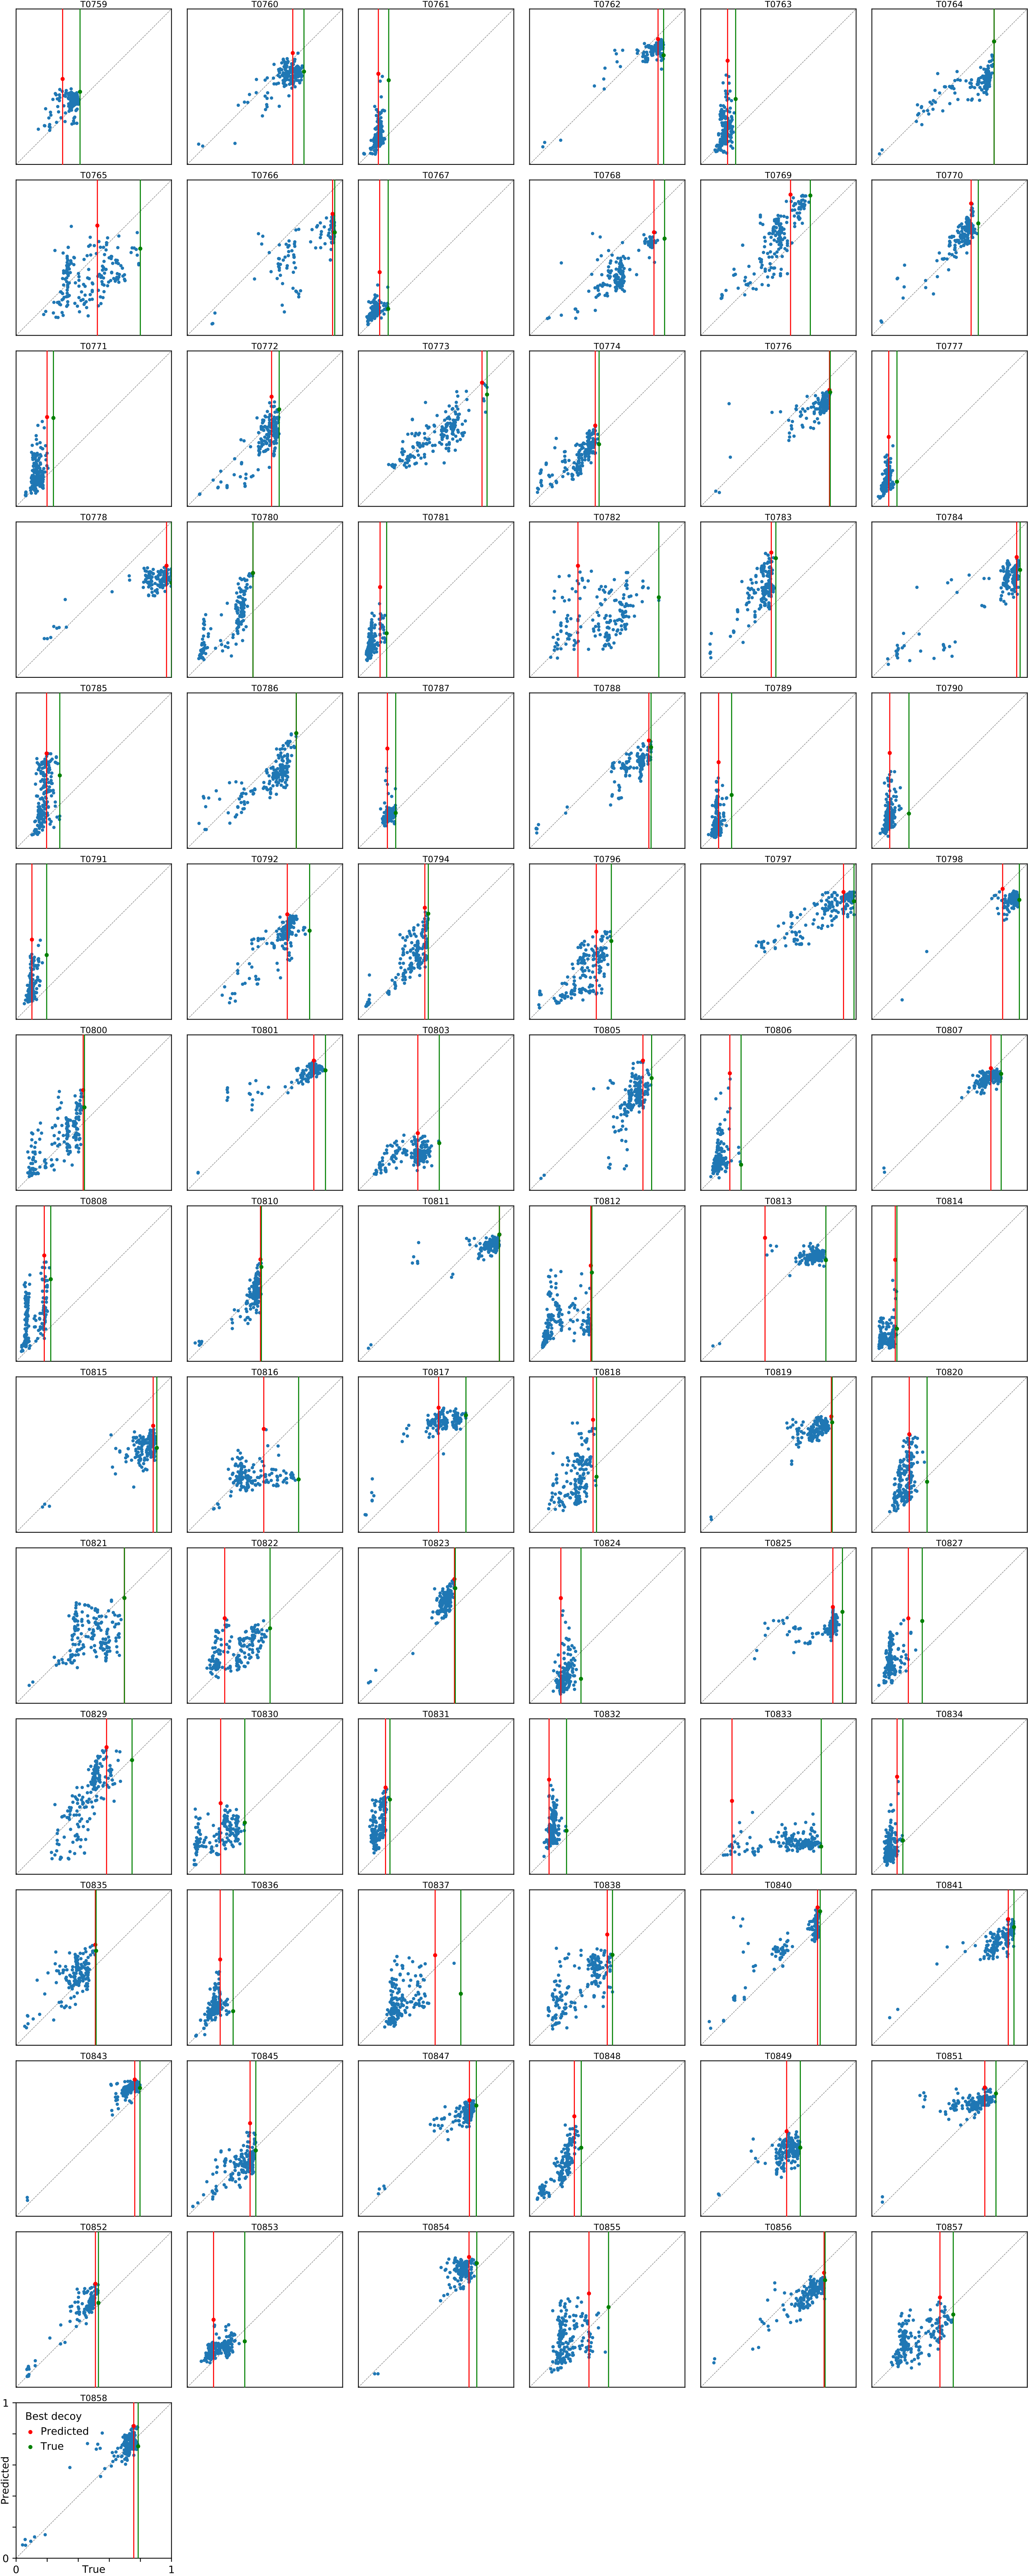 T0759 T0760 T0761 T0762 T0763 T0764
T0765 T0766 T0767 T0768 T0769 T0770
T0771 T0772 T0773 T0774 T0776 T0777
T0778 T0780 T0781 T0782 T0783 T0784
T0785 T0786 T0787 T0788 T0789 T0790
T0791 T0792 T0794 T0796 T0797 T0798
T0800 T0801 T0803 T0805 T0806 T0807
T0808 T0810 T0811 T0812 T0813 T0814
T0815 T0816 T0817 T0818 T0819 T0820
T0821 T0822 T0823 T0824 T0825 T0827
T0829 T0830 T0831 T0832 T0833 T0834
T0835 T0836 T0837 T0838 T0840 T0841
T0843 T0845 T0847 T0848 T0849 T0851
T0852 T0853 T0854 T0855 T0856 T0857
T0858
1
Best decoy
Predicted
True
Predicted
0
0 1
True